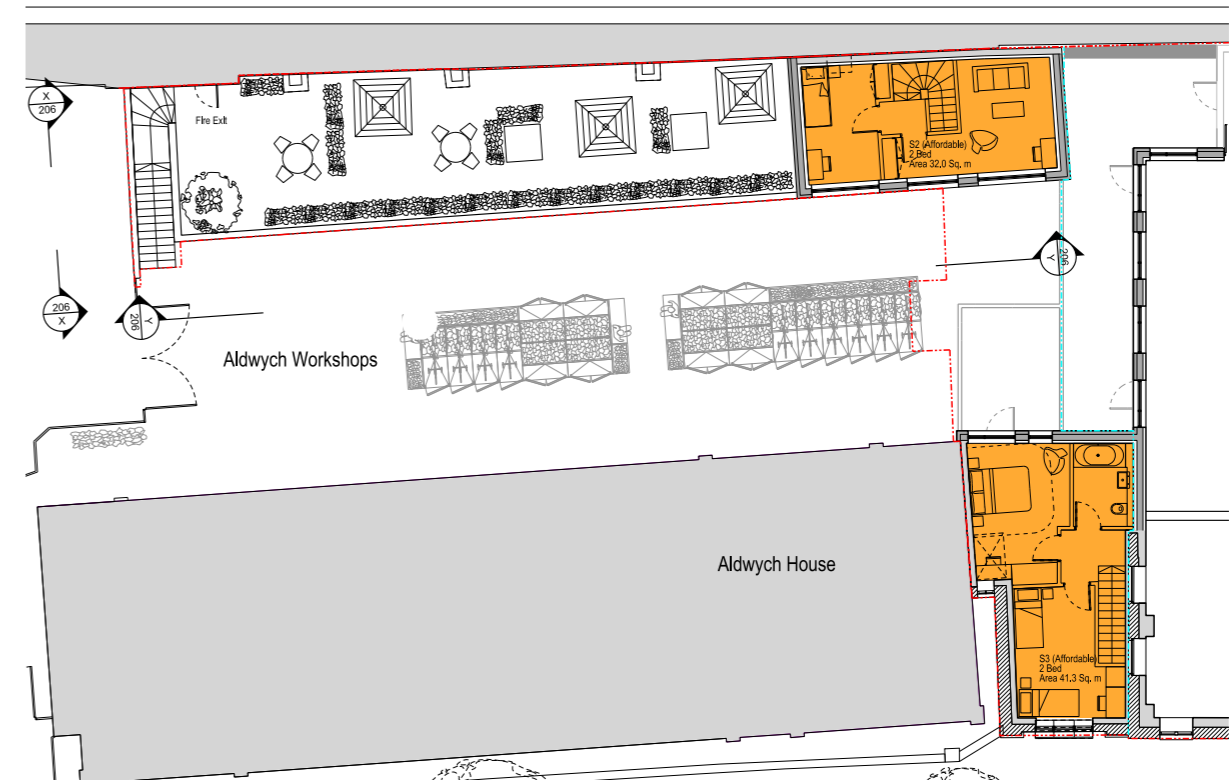 X
206
Fire Exit
S2 (Affordable)
2 Bed
Area 32.0 Sq. m
206
Y
206
X
Y
206
Aldwych Workshops
Aldwych House
S3 (Affordable)
2 Bed
Area 41.3 Sq. m